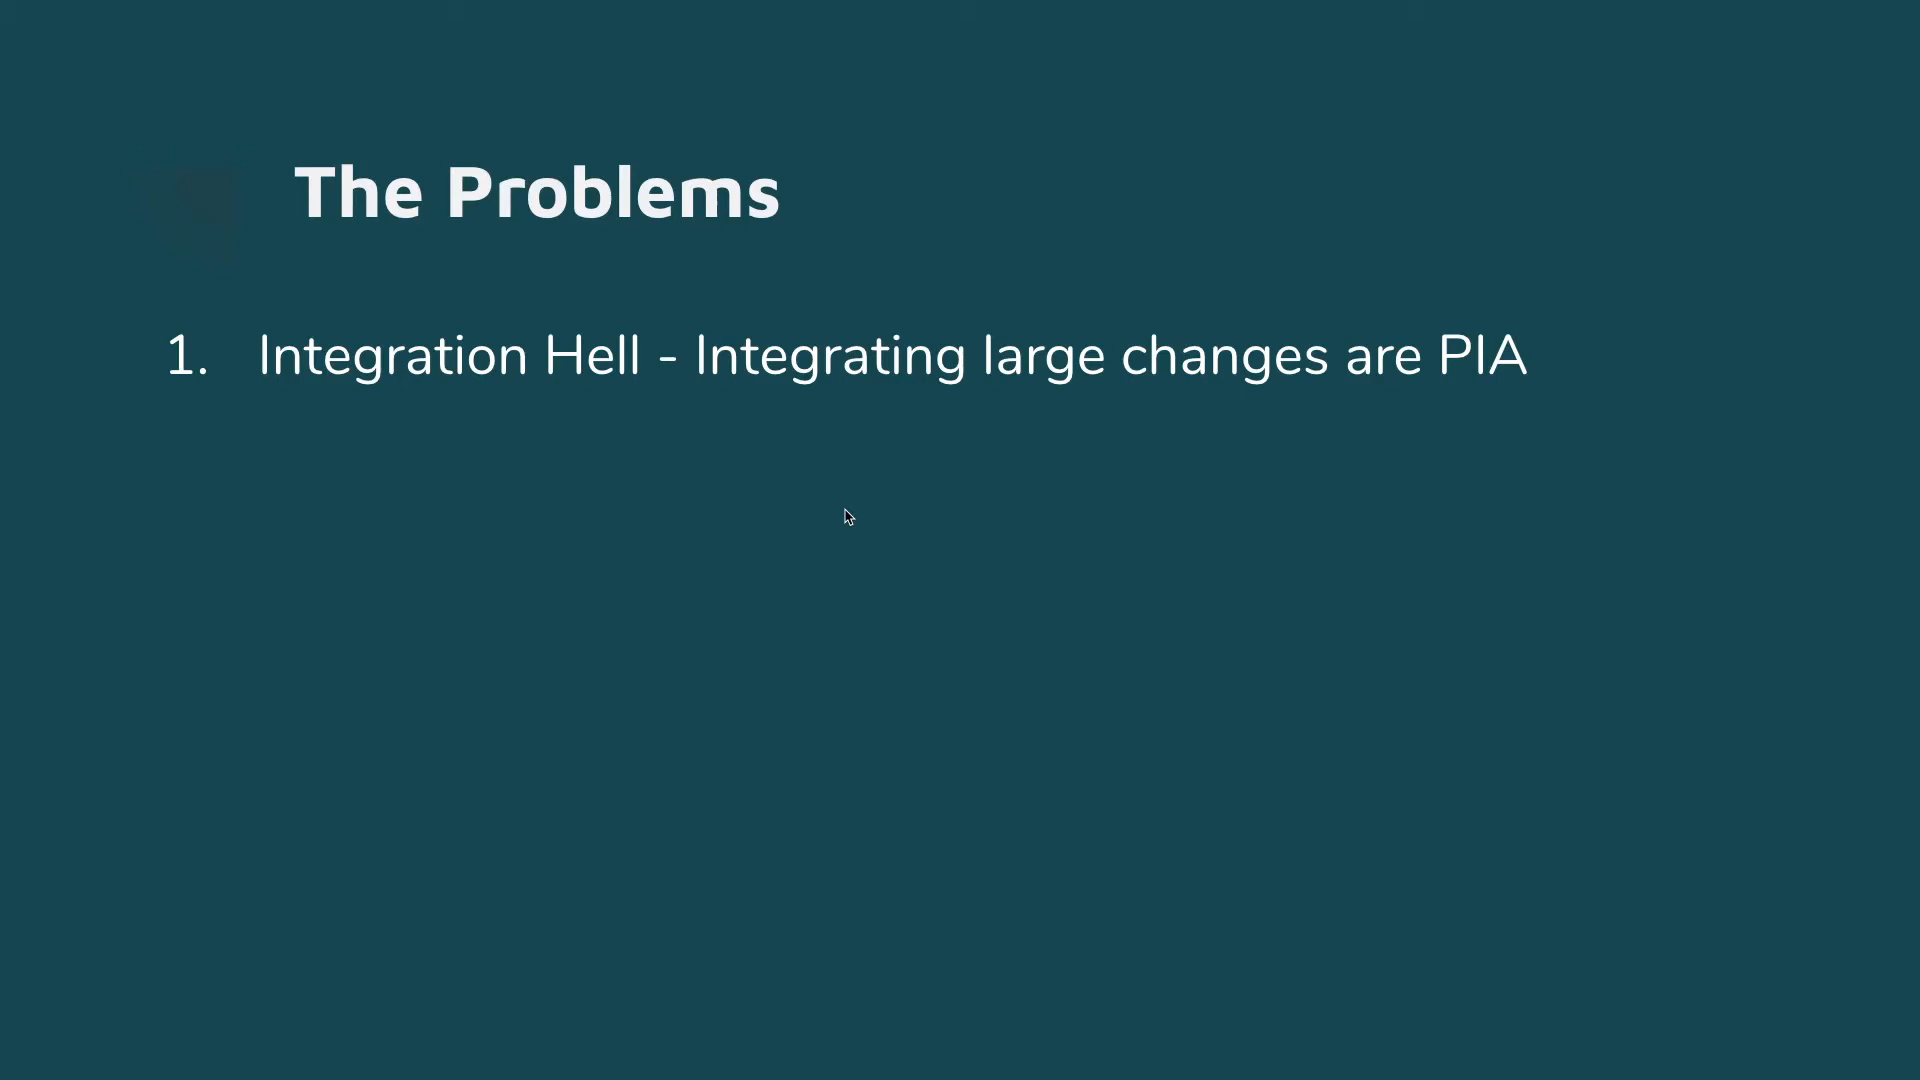 The Problems
1. Integration Hell - Integrating large changes are PIA